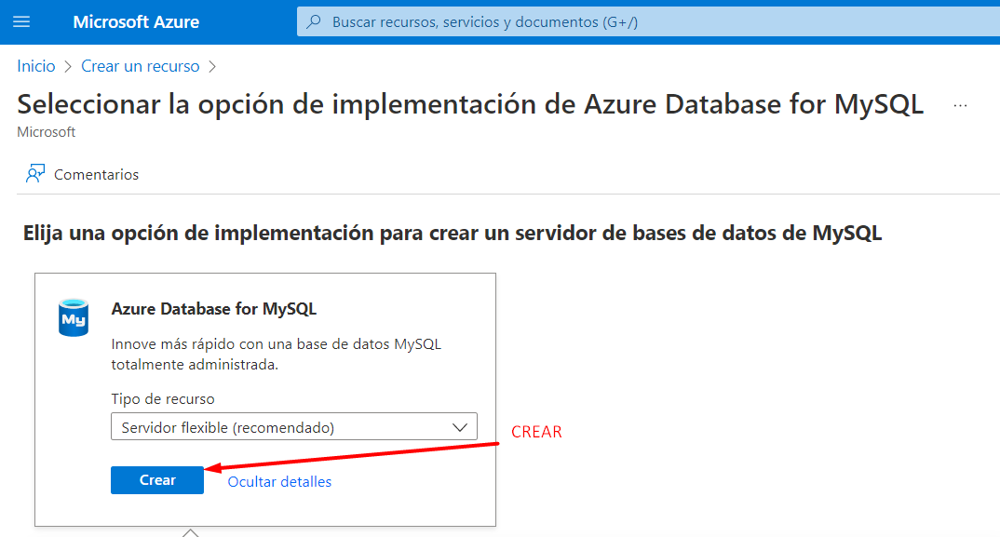 Microsoft Azure
Buscar recursos, servicios y documentos (G+/)
Inicio > Crear un recurso >
Seleccionar la opción de implementación de Azure Database for MySQL ...
Microsoft
Comentarios
Elija una opción de implementación para crear un servidor de bases de datos de MySQL
My
Azure Database for MySQL
Innove más rápido con una base de datos MySQL
totalmente administrada.
Tipo de recurso
Servidor flexible (recomendado)
CREAR
Crear
Ocultar detalles